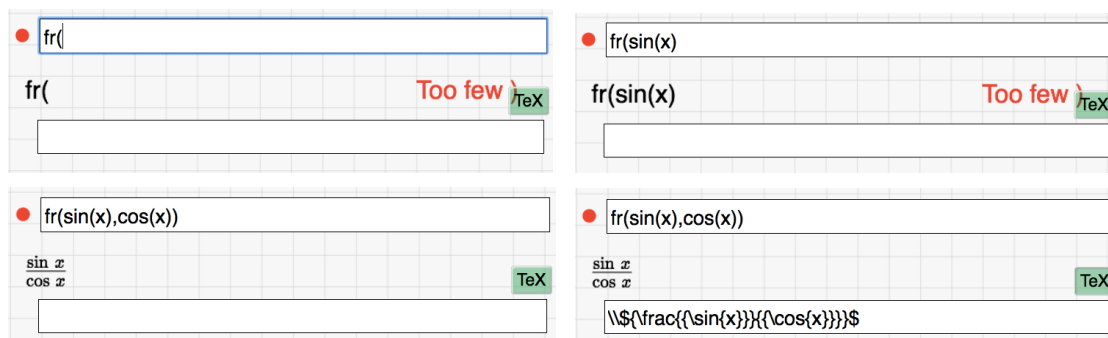 fr(
fr(
Too few )
TeX
fr(sin(x)
fr(sin(x)
Too few )
TeX
fr(sin(x),cos(x))
sin x
cos x
TeX
fr(sin(x),cos(x))
sin x
cos x
TeX
\\${\frac{{\sin{x}}}{{\cos{x}}}}$